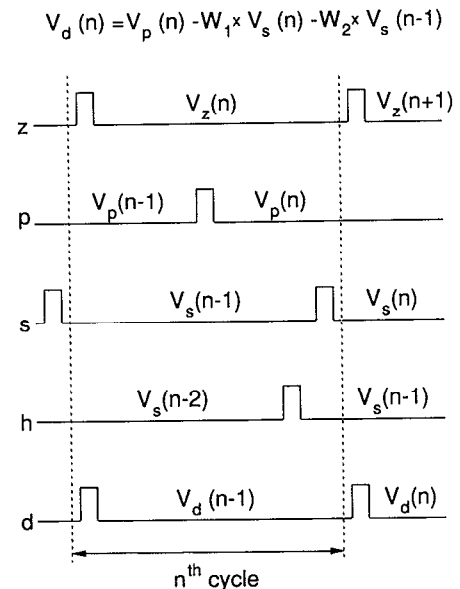 V_d (n) =V_p (n) -W_1× V_s (n) -W_2× V_s (n-1)
z V_z(n) V_z(n+1)
p V_p(n-1) V_p(n)
s V_s(n-1) V_s(n)
h V_s(n-2) V_s(n-1)
d V_d (n-1) V_d(n)
n^th cycle